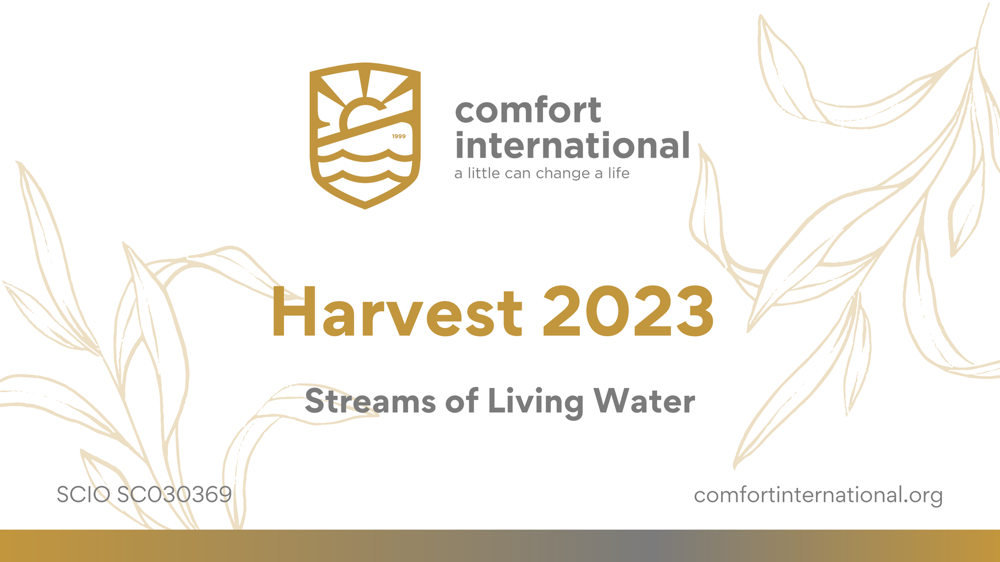 1999
comfort
international
a little can change a life
Harvest 2023
Streams of Living Water
SCIO SC030369
comfortinternational.org